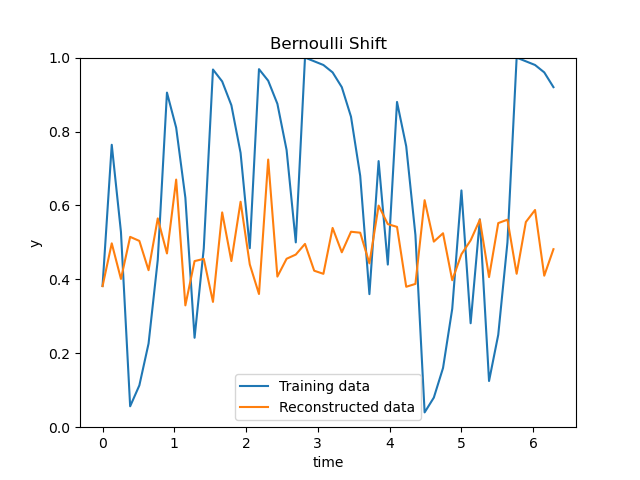 Bernoulli Shift
1.0
0.8
0.6
0.4
0.2
0.0
y
0 1 2 3 4 5 6
time
Training data
Reconstructed data